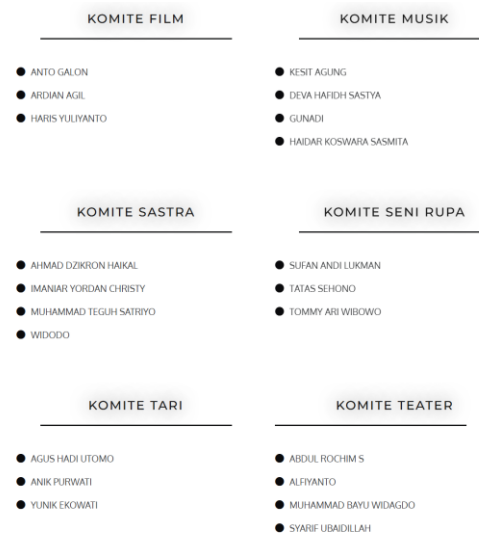 KOMITE FILM
ANTO GALON
ARDIAN AGIL
HARIS YULIYANTO
KOMITE MUSIK
KESIT AGUNG
DEVA HAFIDH SASTYA
GUNADI
HAIDAR KOSWARA SASMITA
KOMITE SASTRA
AHMAD DZIKRON HAIKAL
IMANIAR YORDAN CHRISTY
MUHAMMAD TEGUH SATRIYO
WIDODO
KOMITE SENI RUPA
SUFAN ANDI LUKMAN
TATAS SEHONO
TOMMY ARI WIBOWO
KOMITE TARI
AGUS HADI UTOMO
ANIK PURWATI
YUNIK EKOWATI
KOMITE TEATER
ABDUL ROCHIM S
ALFIYANTO
MUHAMMAD BAYU WIDAGDO
SYARIF UBAIDILLAH